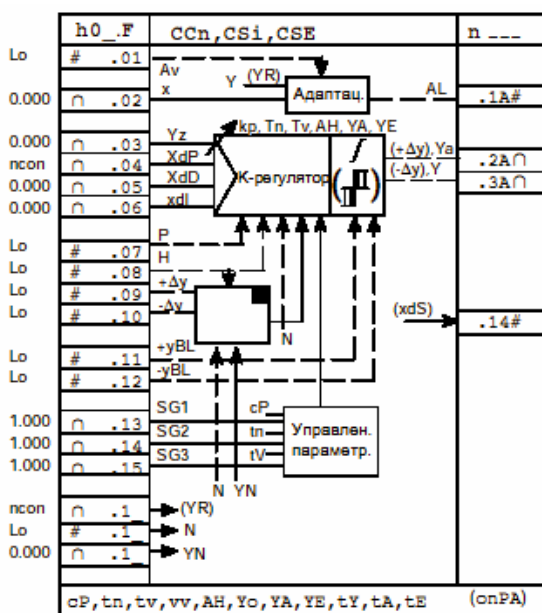 h0_.F CCn,CSi,CSE n ___
Lo # .01 Av
Y (YR) Адаптац. AL
0.000 ∩ .02 x .1A#
kp, Tn, Tv, AH, YA, YE
0.000 ∩ .03 Yz
ncon ∩ .04 XdP (+Δy),Ya .2A∩
0.000 ∩ .05 XdD К-регулятор (-Δy),Y .3A∩
0.000 ∩ .06 xdI
Lo # .07 P
Lo # .08 H
Lo # .09 +Δy
Lo # .10 -Δy
N (xdS) .14#
Lo # .11 +yBL
Lo # .12 -yBL
1.000 ∩ .13 SG1 cP
1.000 ∩ .14 SG2 tn Управлен. параметр.
1.000 ∩ .15 SG3 tV
N YN
ncon ∩ .1_ (YR)
Lo # .1_ N
0.000 ∩ .1_ YN
cP,tn,tv,vv,AH,Yo,YA,YE,tY,tA,tE (onPA)